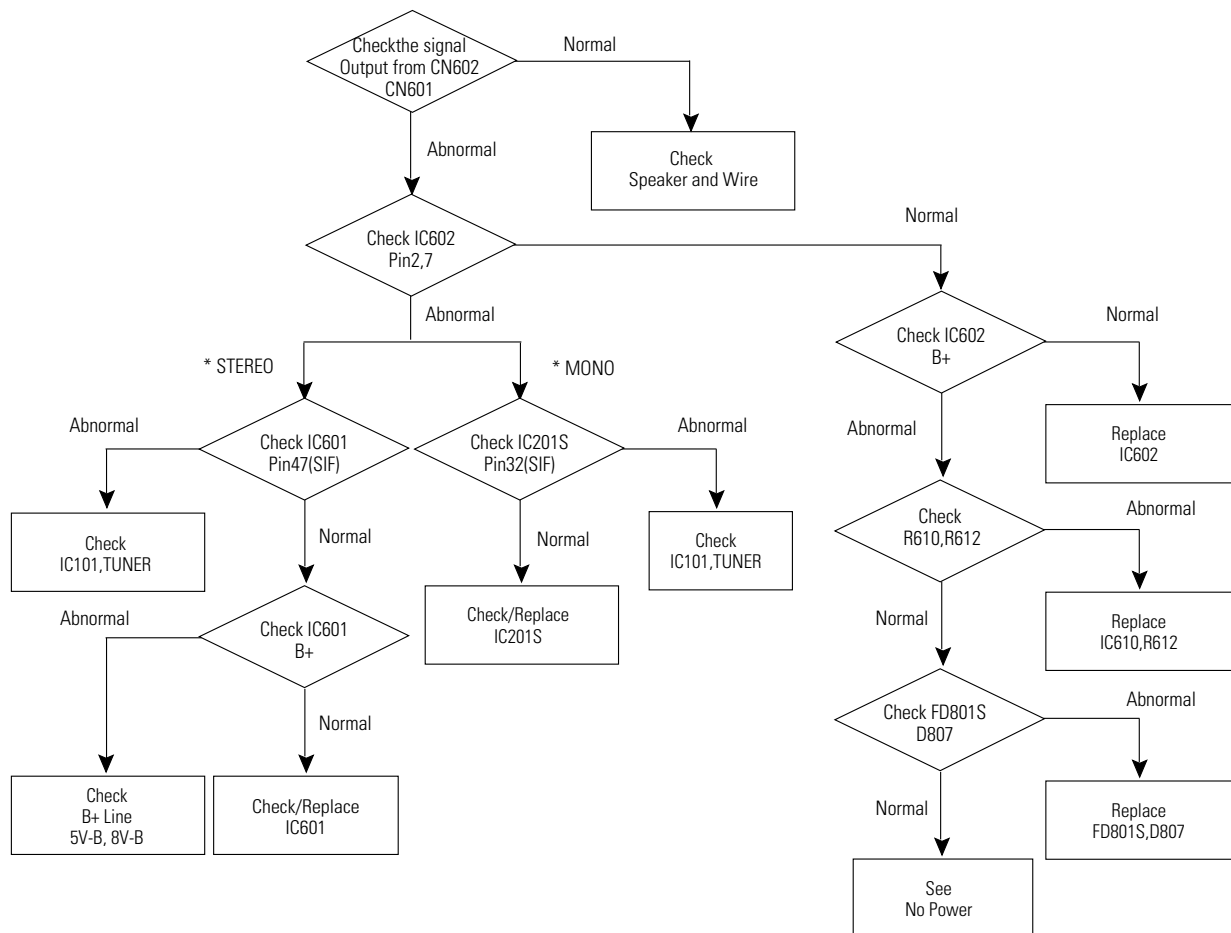 Checkthe signal
Output from CN602
CN601
Normal
Abnormal
Check
Speaker and Wire
Check IC602
Pin2,7
Normal
Abnormal
Check IC602
B+
Normal
Abnormal
Replace
IC602
* STEREO
* MONO
Check IC601
Pin47(SIF)
Abnormal
Normal
Check
IC101,TUNER
Check IC201S
Pin32(SIF)
Abnormal
Normal
Check
IC101,TUNER
Check/Replace
IC201S
Check IC601
B+
Abnormal
Normal
Check
B+ Line
5V-B, 8V-B
Check/Replace
IC601
Check
R610,R612
Abnormal
Normal
Replace
IC610,R612
Check FD801S
D807
Abnormal
Normal
Replace
FD801S,D807
See
No Power